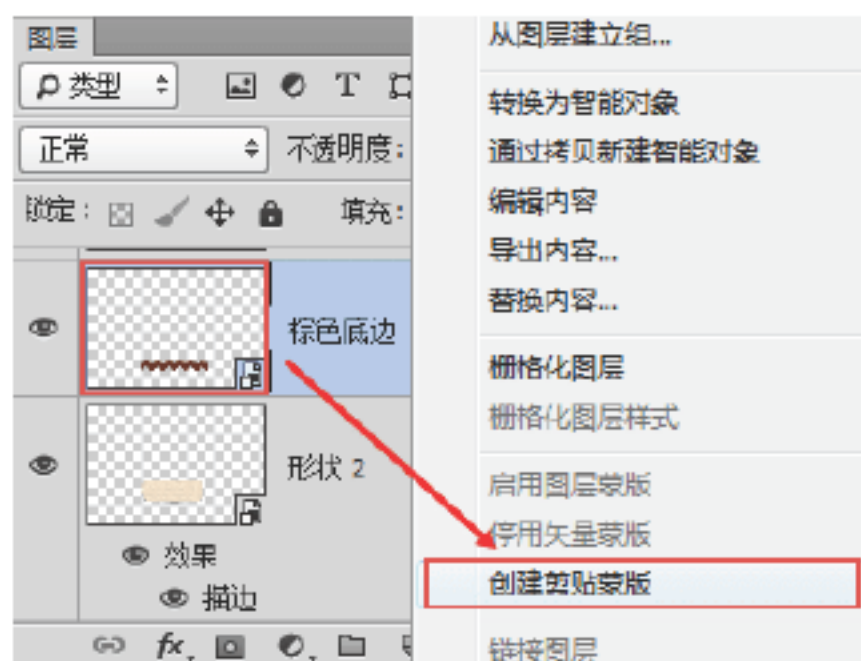 图层
类型
T
正常
不透明度:
锁定:
填充:
棕色底边
形状 2
效果
描边
fx
从图层建立组...
转换为智能对象
通过拷贝新建智能对象
编辑内容
导出内容...
替换内容...
栅格化图层
栅格化图层样式
启用图层蒙版
停用矢量蒙版
创建剪贴蒙版
链接图层